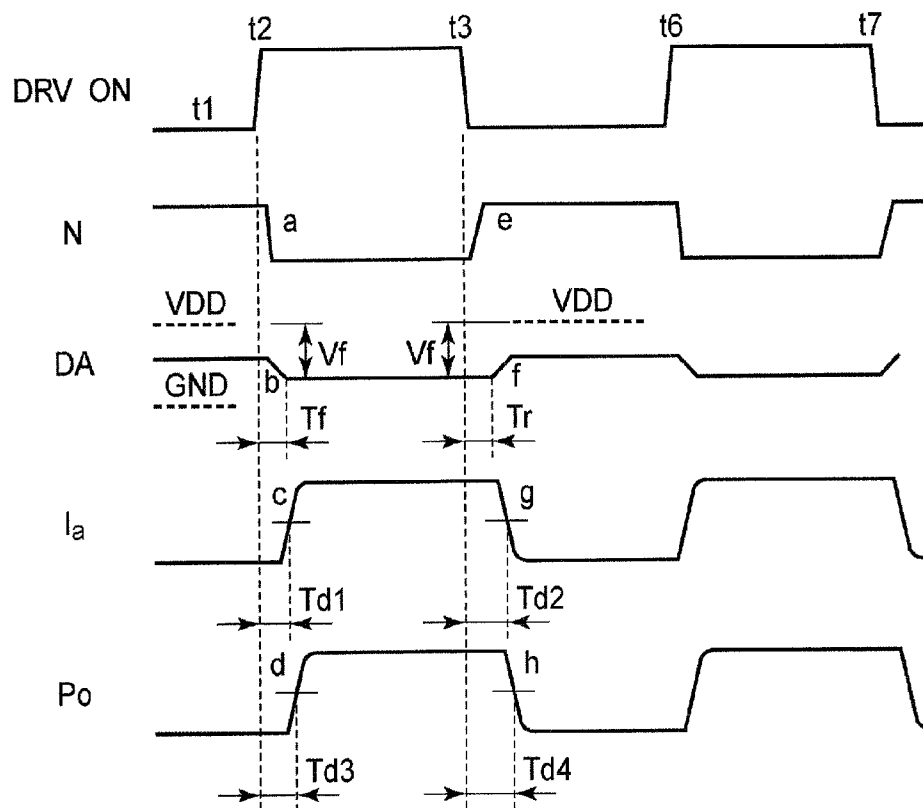 t2 t3 t6 t7
DRV ON t1
N a e
VDD VDD
Vf Vf
DA b f
GND
Tf Tr
Ia c g
Td1 Td2
Po d h
Td3 Td4